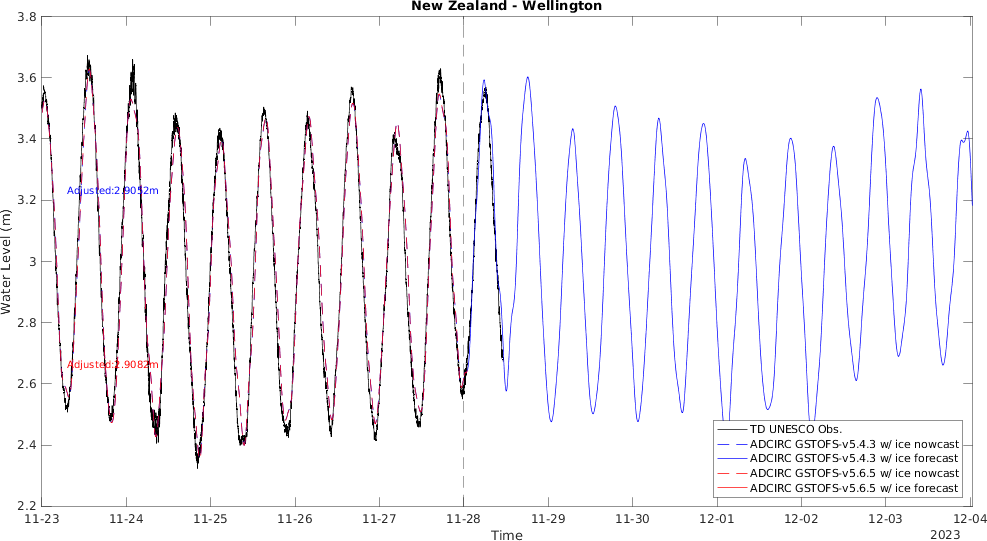 New Zealand - Wellington
3.8
3.6
3.4
3.2
3
2.8
2.6
2.4
2.2
Water Level (m)
Adjusted:2.9052m
Adjusted:2.9082m
TD UNESCO Obs.
ADCIRC GSTOFS-v5.4.3 w/ ice nowcast
ADCIRC GSTOFS-v5.4.3 w/ ice forecast
ADCIRC GSTOFS-v5.6.5 w/ ice nowcast
ADCIRC GSTOFS-v5.6.5 w/ ice forecast
11-23 11-24 11-25 11-26 11-27 11-28 11-29 11-30 12-01 12-02 12-03 12-04
Time
2023